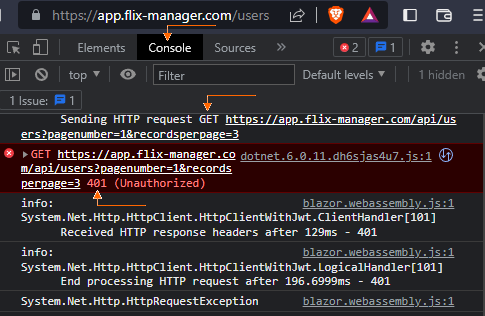 https://app.flix-manager.com/users
Elements Console Sources » 2 1
top Filter Default levels 1 hidden
1 Issue: 1
Sending HTTP request GET https://app.flix-manager.com/api/us
ers?pagenumber=1&recordsperpage=3
GET https://app.flix-manager.co dotnet.6.0.11.dh6sjas4u7.js:1
m/api/users?pagenumber=1&records
perpage=3 401 (Unauthorized)
info: blazor.webassembly.js:1
System.Net.Http.HttpClient.HttpClientWithJwt.ClientHandler[101]
Received HTTP response headers after 129ms - 401
info: blazor.webassembly.js:1
System.Net.Http.HttpClient.HttpClientWithJwt.LogicalHandler[101]
End processing HTTP request after 196.6999ms - 401
System.Net.Http.HttpRequestException blazor.webassembly.js:1